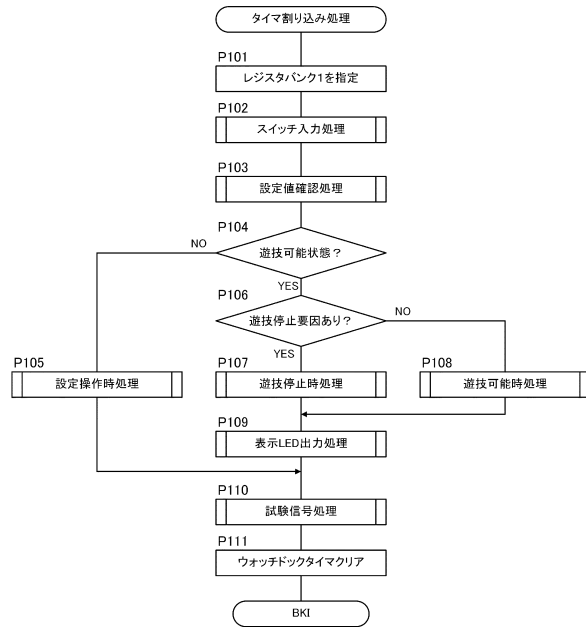 タイマ割り込み処理
P101
レジスタバンク1を指定
P102
スイッチ入力処理
P103
設定値確認処理
P104
遊技可能状態?
NO
YES
P106
遊技停止要因あり?
NO
YES
P105
設定操作時処理
P107
遊技停止時処理
P108
遊技可能時処理
P109
表示LED出力処理
P110
試験信号処理
P111
ウォッチドックタイマクリア
BKI